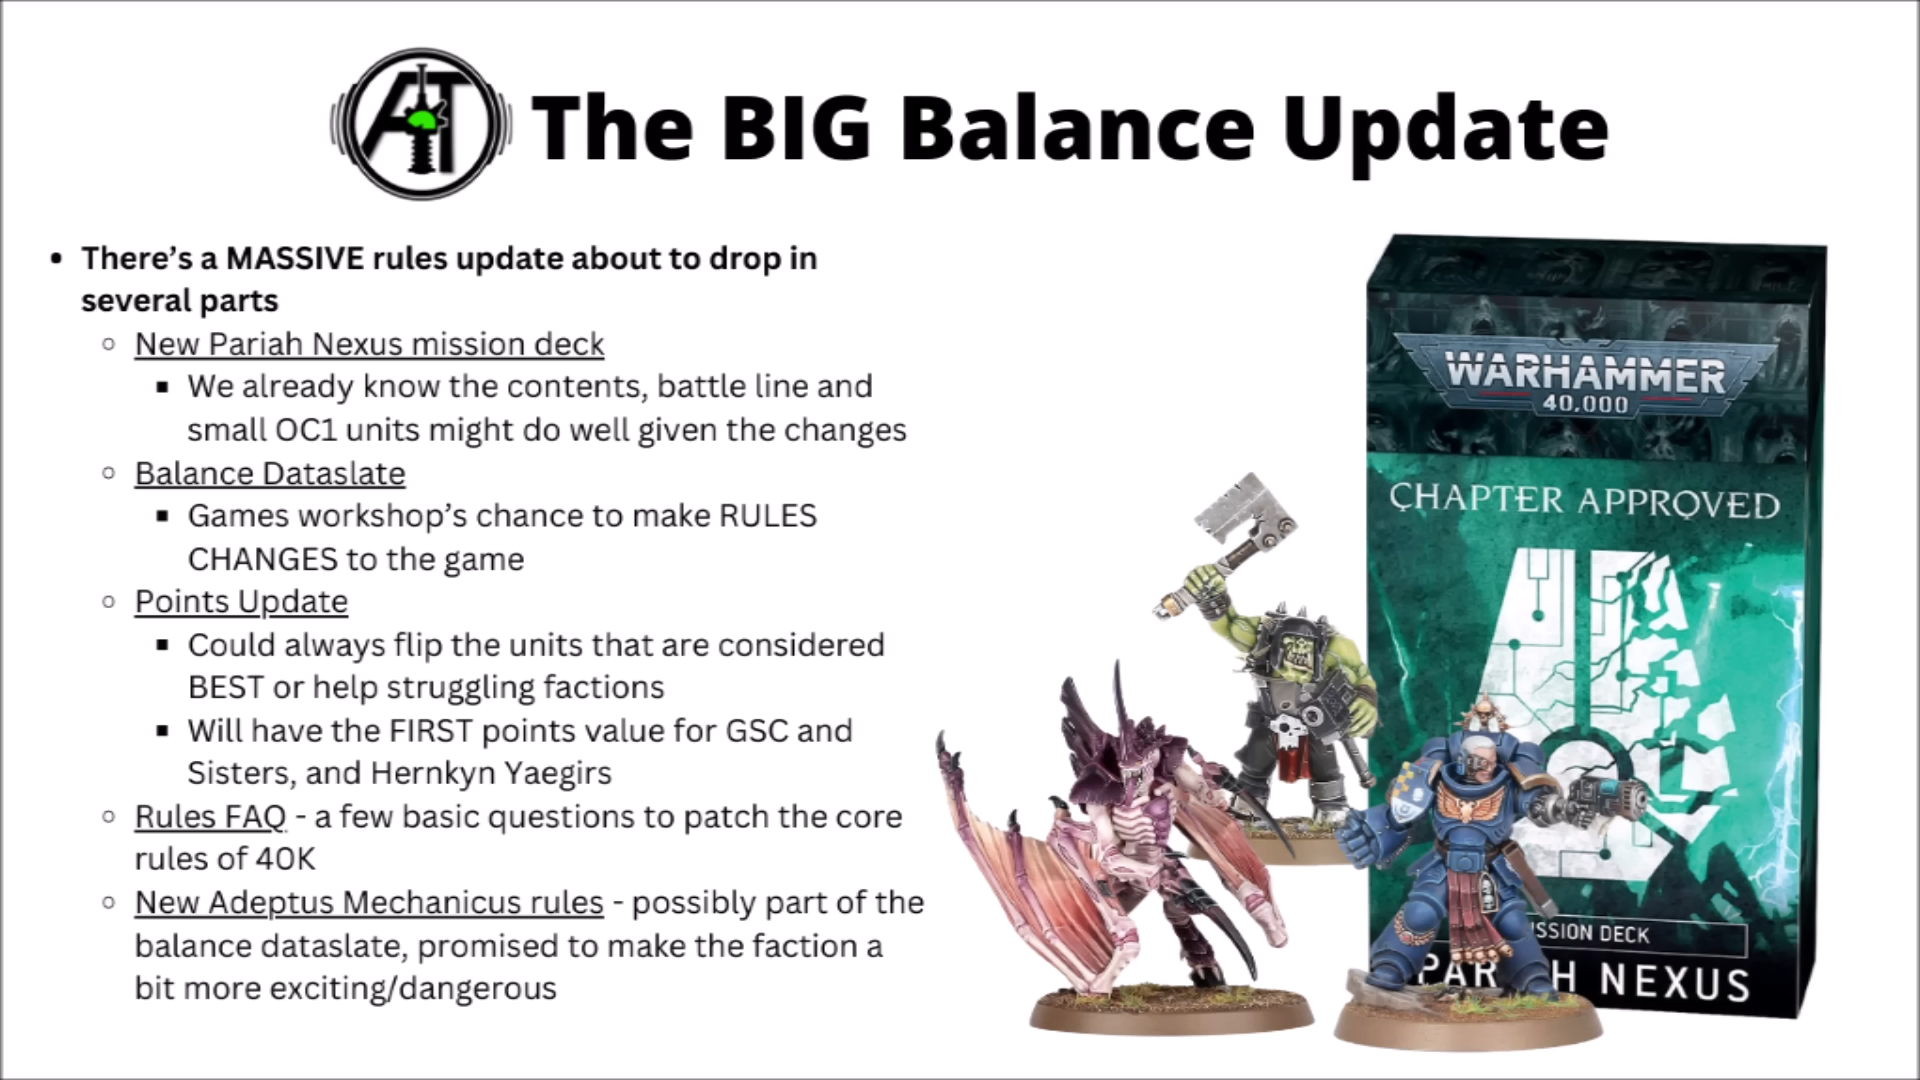 AT
The BIG Balance Update
• There’s a MASSIVE rules update about to drop in
several parts
○ New Pariah Nexus mission deck
▪ We already know the contents, battle line and
small OC1 units might do well given the changes
○ Balance Dataslate
▪ Games workshop’s chance to make RULES
CHANGES to the game
○ Points Update
▪ Could always flip the units that are considered
BEST or help struggling factions
▪ Will have the FIRST points value for GSC and
Sisters, and Hernkyn Yaegirs
○ Rules FAQ - a few basic questions to patch the core
rules of 40K
○ New Adeptus Mechanicus rules - possibly part of the
balance dataslate, promised to make the faction a
bit more exciting/dangerous
WARHAMMER
40,000
CHAPTER APPROVED
ISSION DECK
PAR H NEXUS